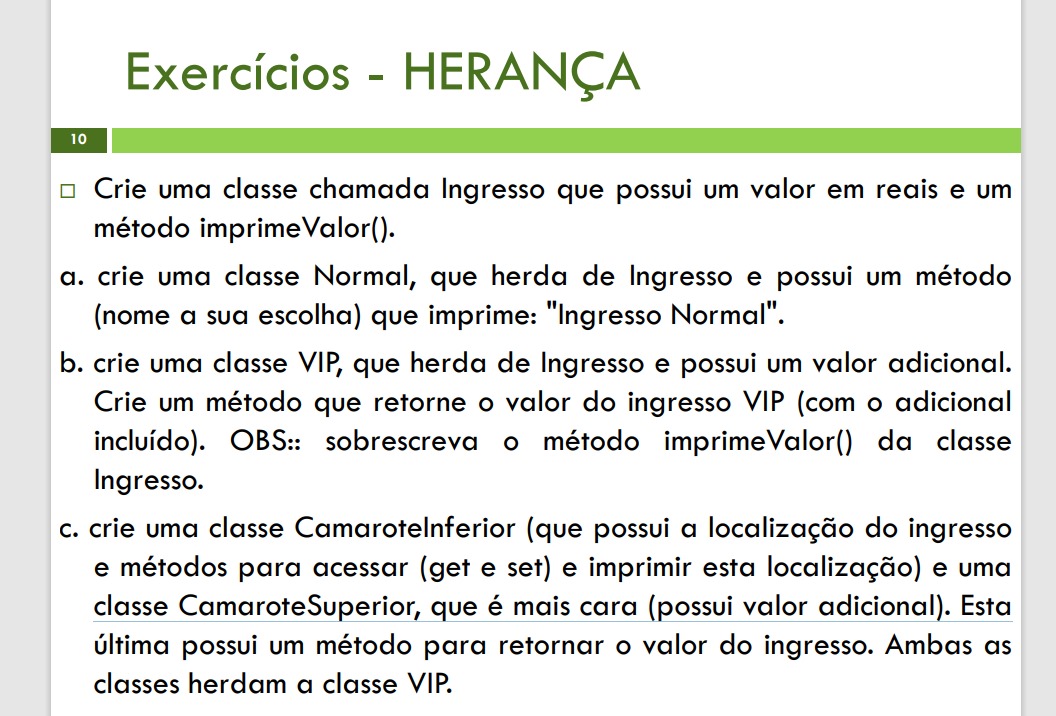 Exercícios - HERANÇA
10
Crie uma classe chamada Ingresso que possui um valor em reais e um
método imprimeValor().
a. crie uma classe Normal, que herda de Ingresso e possui um método
(nome a sua escolha) que imprime: "Ingresso Normal".
b. crie uma classe VIP, que herda de Ingresso e possui um valor adicional.
Crie um método que retorne o valor do ingresso VIP (com o adicional
incluído). OBS:: sobrescreva o método imprimeValor() da classe
Ingresso.
c. crie uma classe CamaroteInferior (que possui a localização do ingresso
e métodos para acessar (get e set) e imprimir esta localização) e uma
classe CamaroteSuperior, que é mais cara (possui valor adicional). Esta
última possui um método para retornar o valor do ingresso. Ambas as
classes herdam a classe VIP.